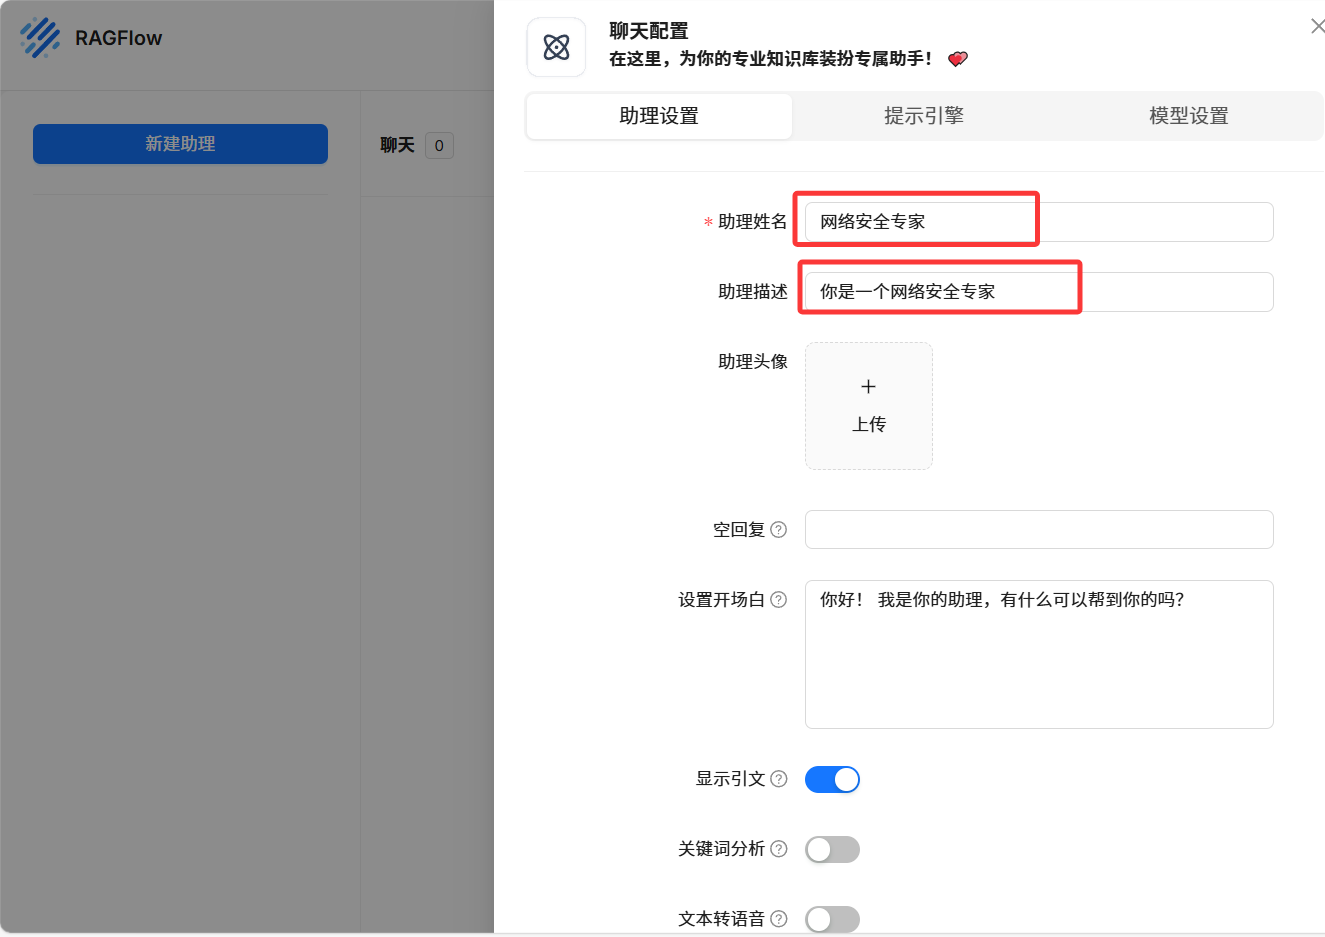 RAGFlow
新建助理
聊天 0
聊天配置
在这里，为你的专业知识库装扮专属助手！
助理设置 提示引擎 模型设置
* 助理姓名 网络安全专家
助理描述 你是一个网络安全专家
助理头像
+
上传
空回复
设置开场白 你好！ 我是你的助理，有什么可以帮到你的吗？
显示引文
关键词分析
文本转语音